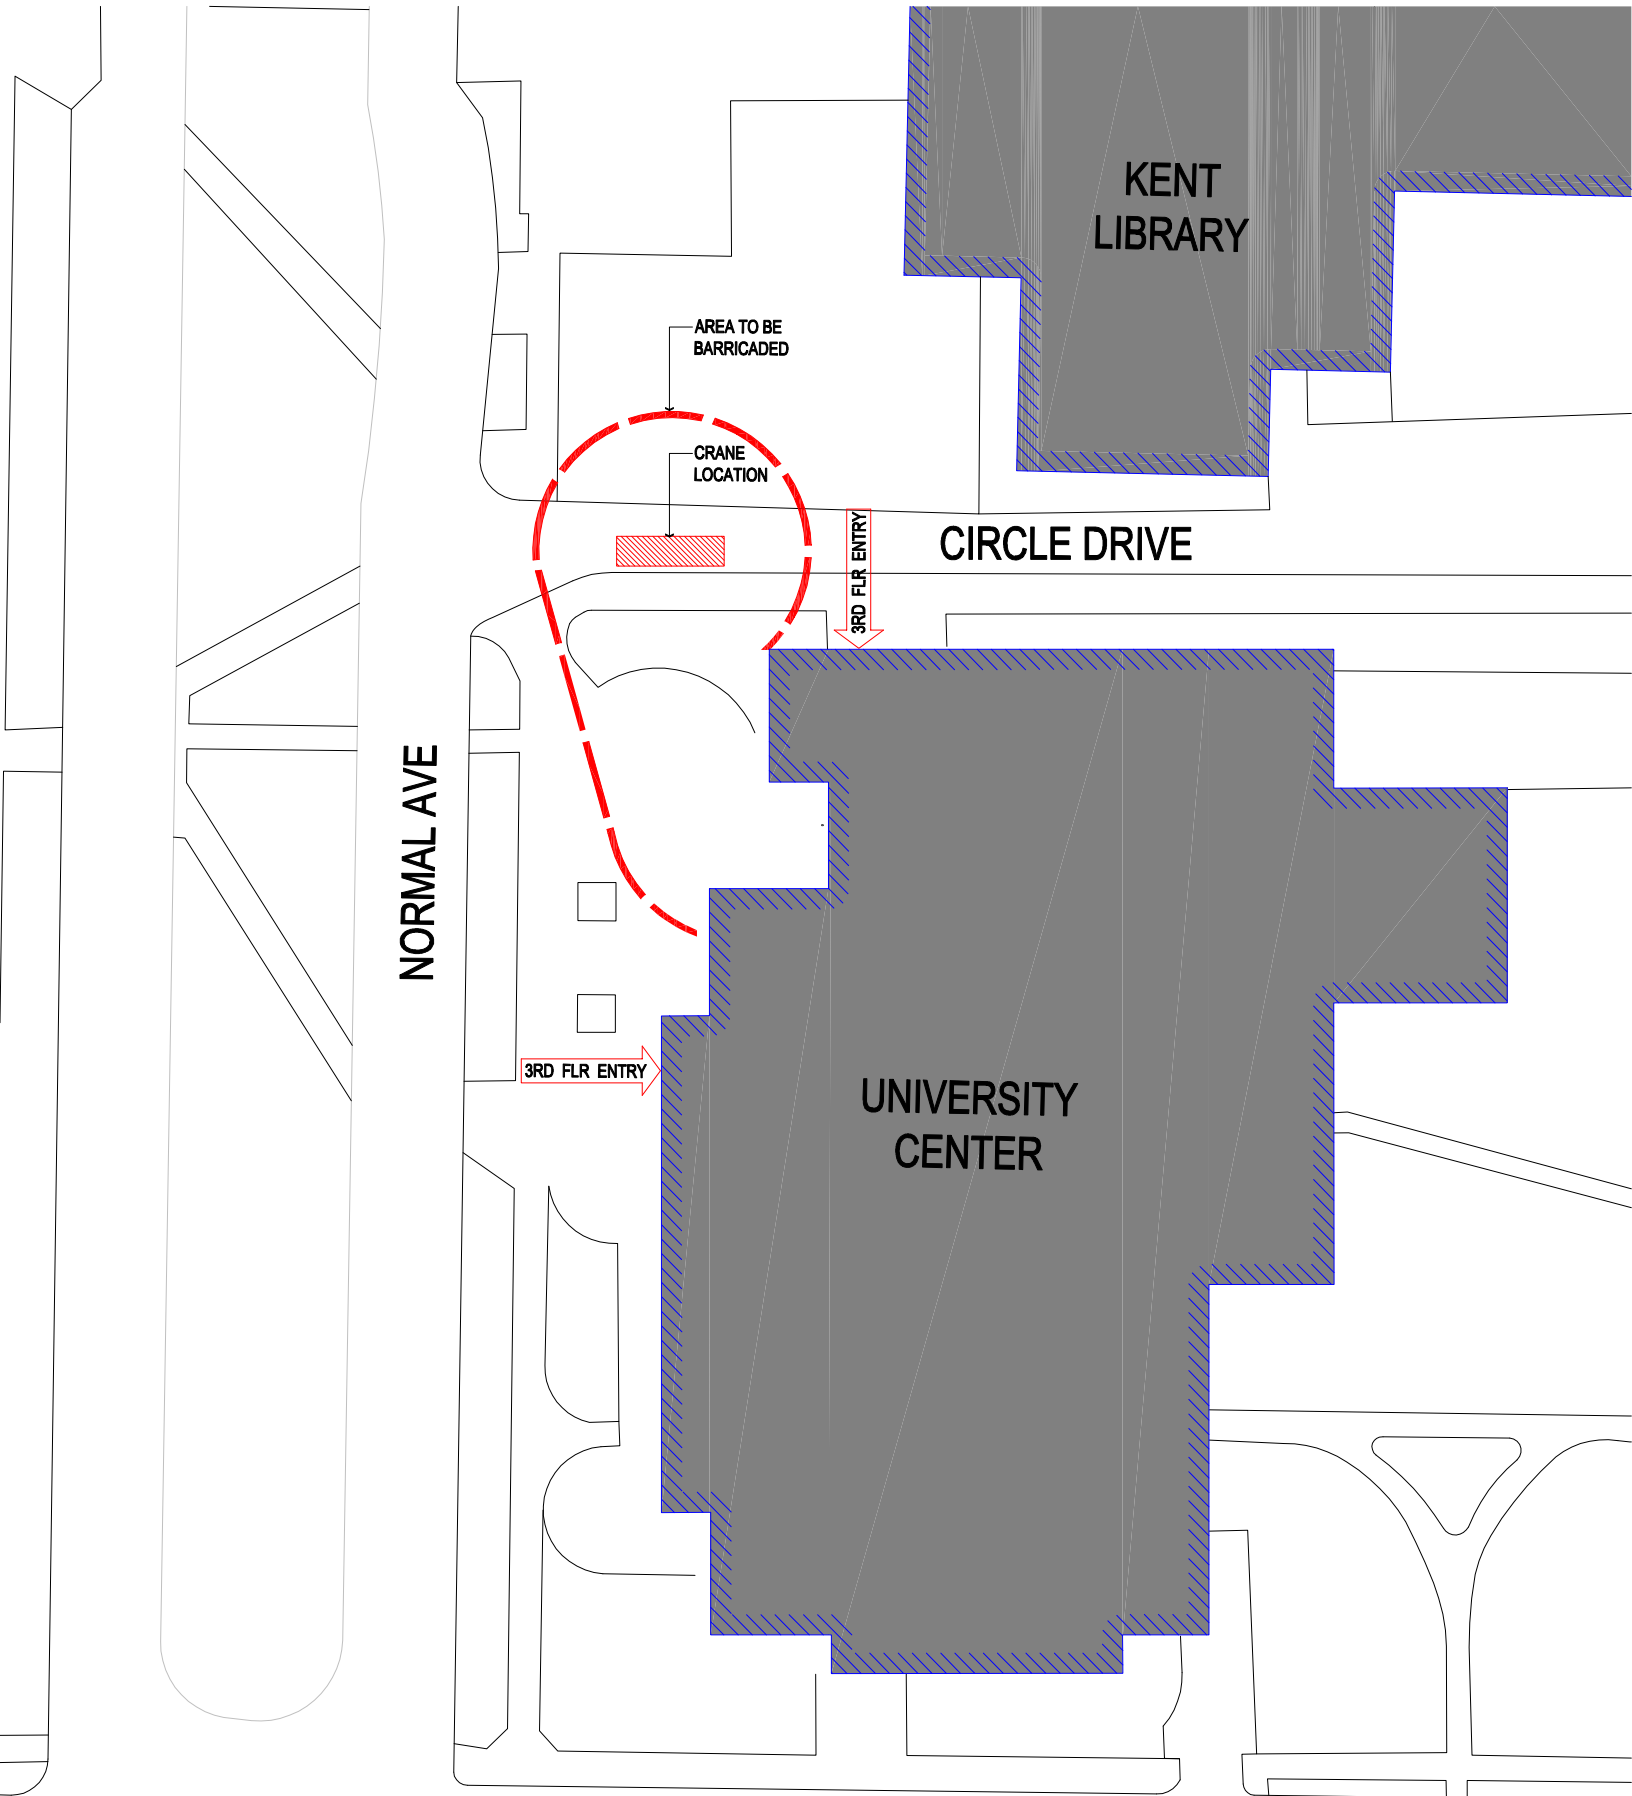 KENT
LIBRARY
AREA TO BE
BARRICADED
CRANE
LOCATION
3RD FLR ENTRY
CIRCLE DRIVE
NORMAL AVE
3RD FLR ENTRY
UNIVERSITY
CENTER